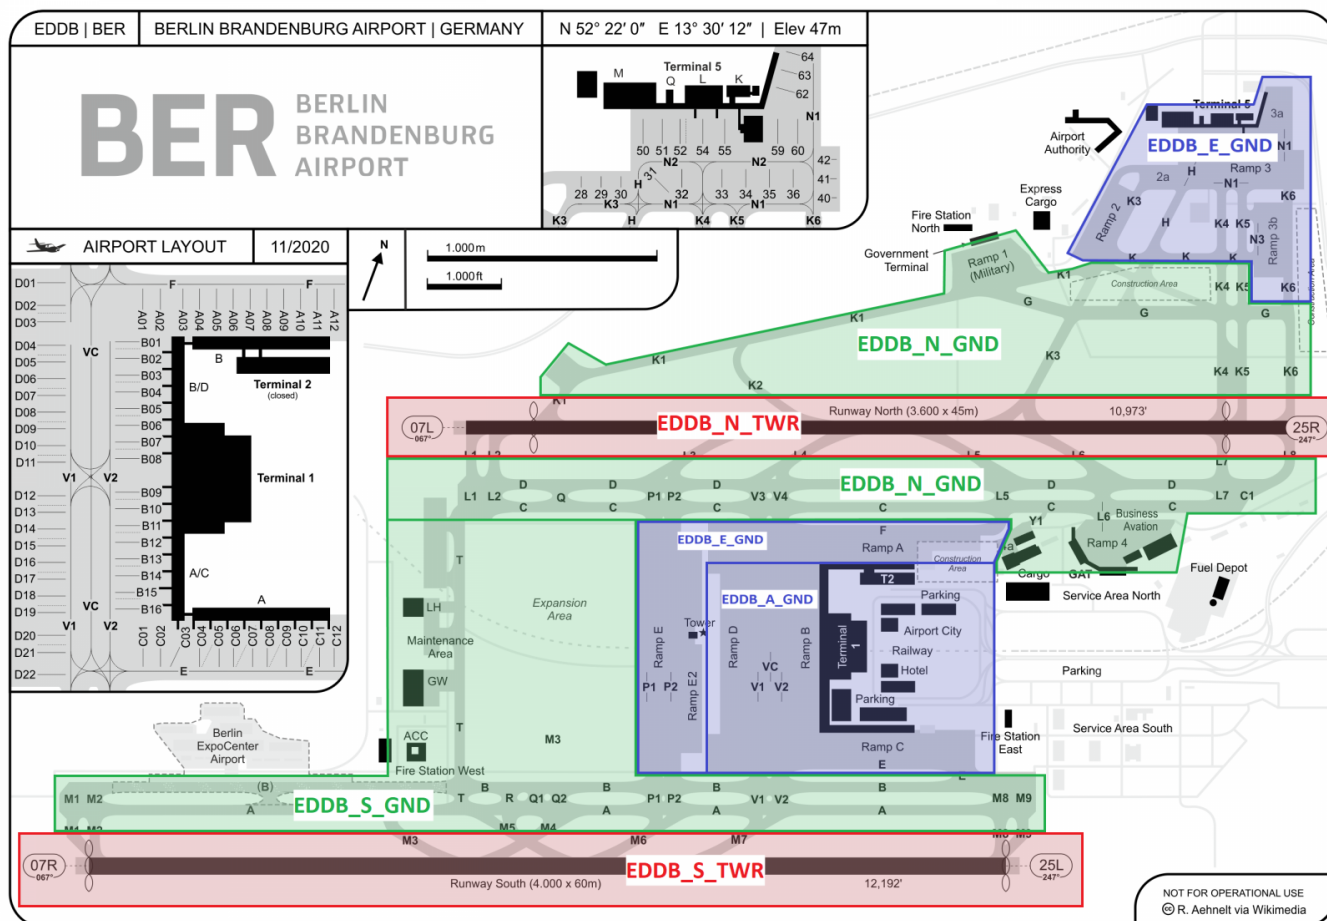 EDDB | BER
BERLIN BRANDENBURG AIRPORT | GERMANY
N 52° 22′ 0″ E 13° 30′ 12″ | Elev 47m
BER
BERLIN
BRANDENBURG
AIRPORT
Terminal 5
M Q L K
64
63
62
N1
50 51 52 54 55 59 60
N2 N2
42
41
40
H
31
28 29 30 32 33 34 35 36
K3 N1 N1
K3 H K4 K5 K6
AIRPORT LAYOUT
11/2020
N
1.000m
1.000ft
D01
D02
D03
D04
D05
D06
D07
D08
D09
D10
D11
D12
D13
D14
D15
D16
D17
D18
D19
D20
D21
D22
F F
A01 A02 A03 A04 A05 A06 A07 A08 A09 A10 A11 A12
VC
V1 V2
VC
V1 V2
B01
B02
B03
B04
B05
B06
B07
B08
B09
B10
B11
B12
B13
B14
B15
B16
B
B/D
Terminal 2
(closed)
Terminal 1
A/C
A
C01 C02 C03 C04 C05 C06 C07 C08 C09 C10 C11 C12
E E
Terminal 5
3a
EDDB_E_GND
Airport
Authority
N1
Ramp 3
2a
H
N1
K6
K3
Ramp 2
H
K4 K5
N3
Ramp 3b
K K K
K4 K5 K6
Express
Cargo
Fire Station
North
Government
Terminal
Ramp 1
(Military)
K1
Construction Area
Construction Area
G G G
K1
EDDB_N_GND
K3
K1
K2
K4 K5 K6
K1
07L
067°
EDDB_N_TWR
Runway North (3.600 x 45m)
10,973'
25R
247°
L1 L2 L3 L5 L6 L7 L8
EDDB_N_GND
D D D D D
L1 L2 Q P1 P2 V3 V4 L5 L6 L7 C1
C C C C C
Y1
Business
Aviation
Ramp 4
Cargo
GAT
Fuel Depot
Service Area North
F
EDDB_E_GND
Ramp A
Construction
Area
T2
EDDB_A_GND
Parking
Airport City
Railway
Hotel
Parking
Terminal
1
Tower
Ramp E
Ramp E2
Ramp D
Ramp B
VC
P1 P2
V1 V2
Ramp C
E
T
Expansion
Area
LH
Maintenance
Area
GW
T
M3
ACC
Fire Station West
Parking
Service Area South
Fire Station
East
Berlin
ExpoCenter
Airport
(B) B B B B
M1 M2 T R Q1 Q2 P1 P2 V1 V2 M8 M9
EDDB_S_GND
A A A A
M1 M2 M3 M5 M4 M6 M7 M8 M9
07R
067°
EDDB_S_TWR
Runway South (4.000 x 60m)
12,192'
25L
247°
NOT FOR OPERATIONAL USE
cc R. Aehnelt via Wikimedia